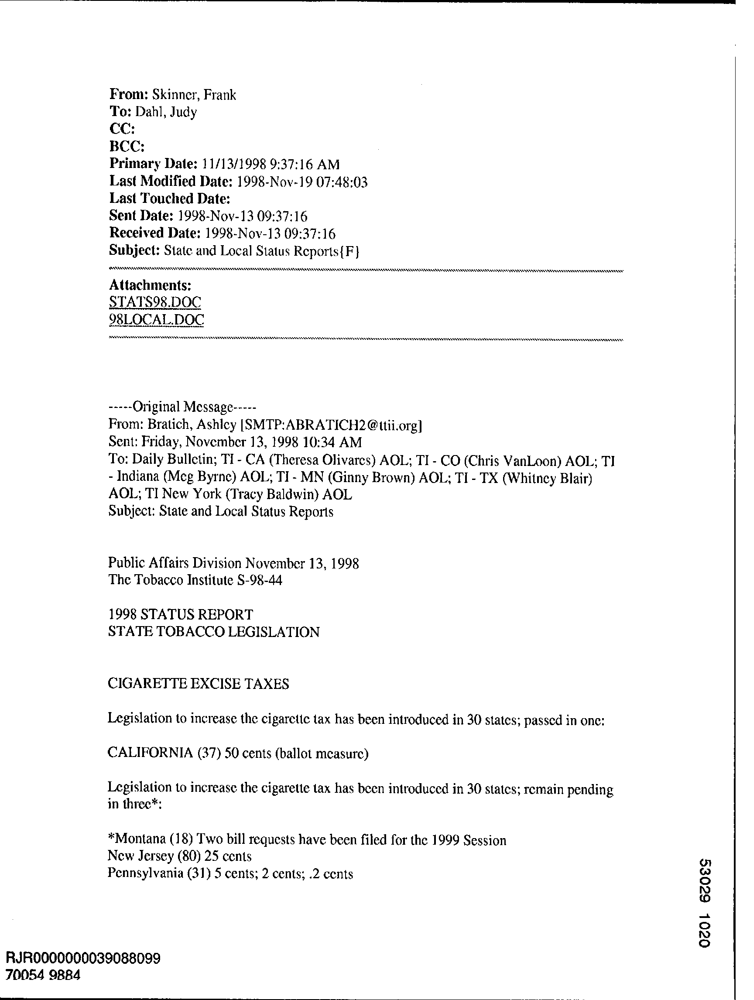 From: Skinner, Frank
To: Dahl, Judy
CC:
BCC:
Primary Date: 11/13/1998 9:37:16 AM
Last Modified Date: 1998-Nov-19 07:48:03
Last Touched Date:
Sent Date: 1998-Nov-13 09:37:16
Received Date: 1998-Nov-13 09:37:16
Subject: State and Local Status Reports{F}
Attachments:
STATS98.DOC
98LOCAL.DOC
-----Original Message-----
From: Bratich, Ashley [SMTP:ABRATICH2@ttii.org]
Sent: Friday, November 13, 1998 10:34 AM
To: Daily Bulletin; TI - CA (Theresa Olivares) AOL; TI - CO (Chris VanLoon) AOL; TI
- Indiana (Meg Byrne) AOL; TI - MN (Ginny Brown) AOL; TI - TX (Whitney Blair)
AOL; TI New York (Tracy Baldwin) AOL
Subject: State and Local Status Reports
Public Affairs Division November 13, 1998
The Tobacco Institute S-98-44
1998 STATUS REPORT
STATE TOBACCO LEGISLATION
CIGARETTE EXCISE TAXES
Legislation to increase the cigarette tax has been introduced in 30 states; passed in one:
CALIFORNIA (37) 50 cents (ballot measure)
Legislation to increase the cigarette tax has been introduced in 30 states; remain pending
in three*:
*Montana (18) Two bill requests have been filed for the 1999 Session
New Jersey (80) 25 cents
Pennsylvania (31) 5 cents; 2 cents; .2 cents
53029 1020
RJR0000000039088099
70054 9884